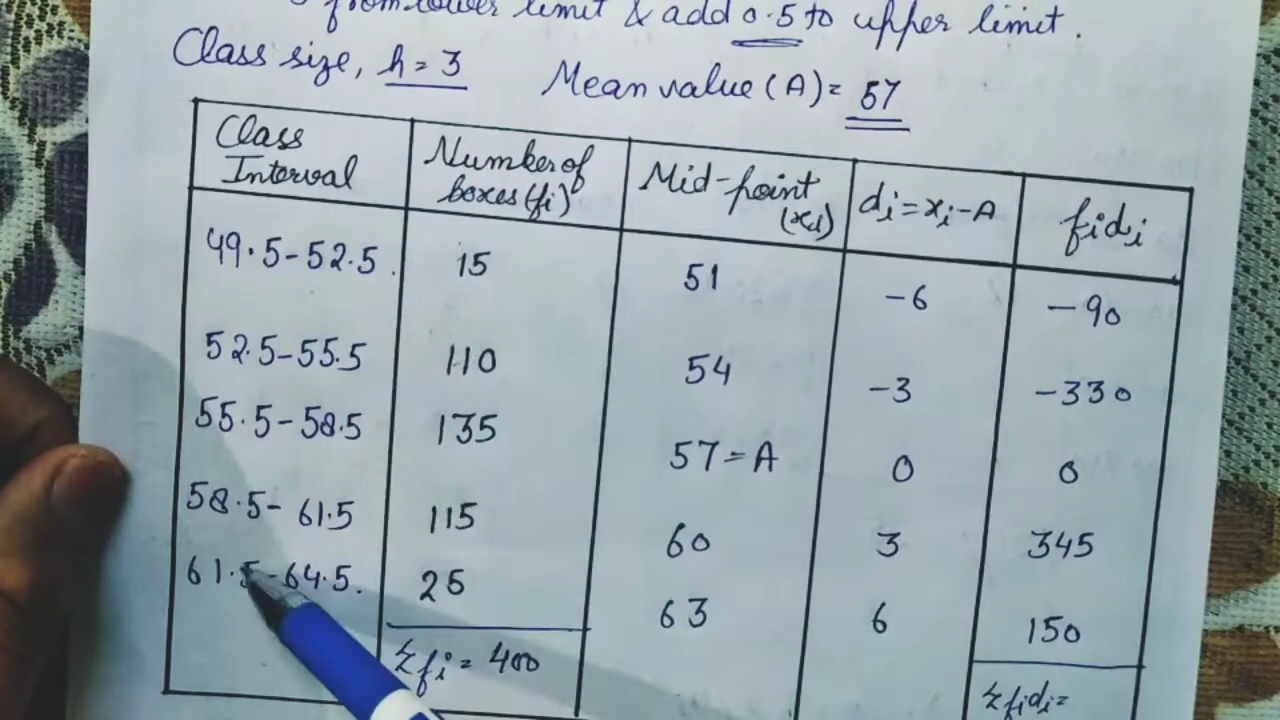 from lower limit & add 0.5 to upper limit.
Class size, h = 3 Mean value (A) = 57
Class Interval Number of boxes (fi) Mid-point (xi) di = xi - A fidi
49.5-52.5 15 51 -6 -90
52.5-55.5 110 54 -3 -330
55.5-58.5 135 57=A 0 0
58.5-61.5 115 60 3 345
61.5-64.5. 25 63 6 150
Σfi = 400 Σfidi=